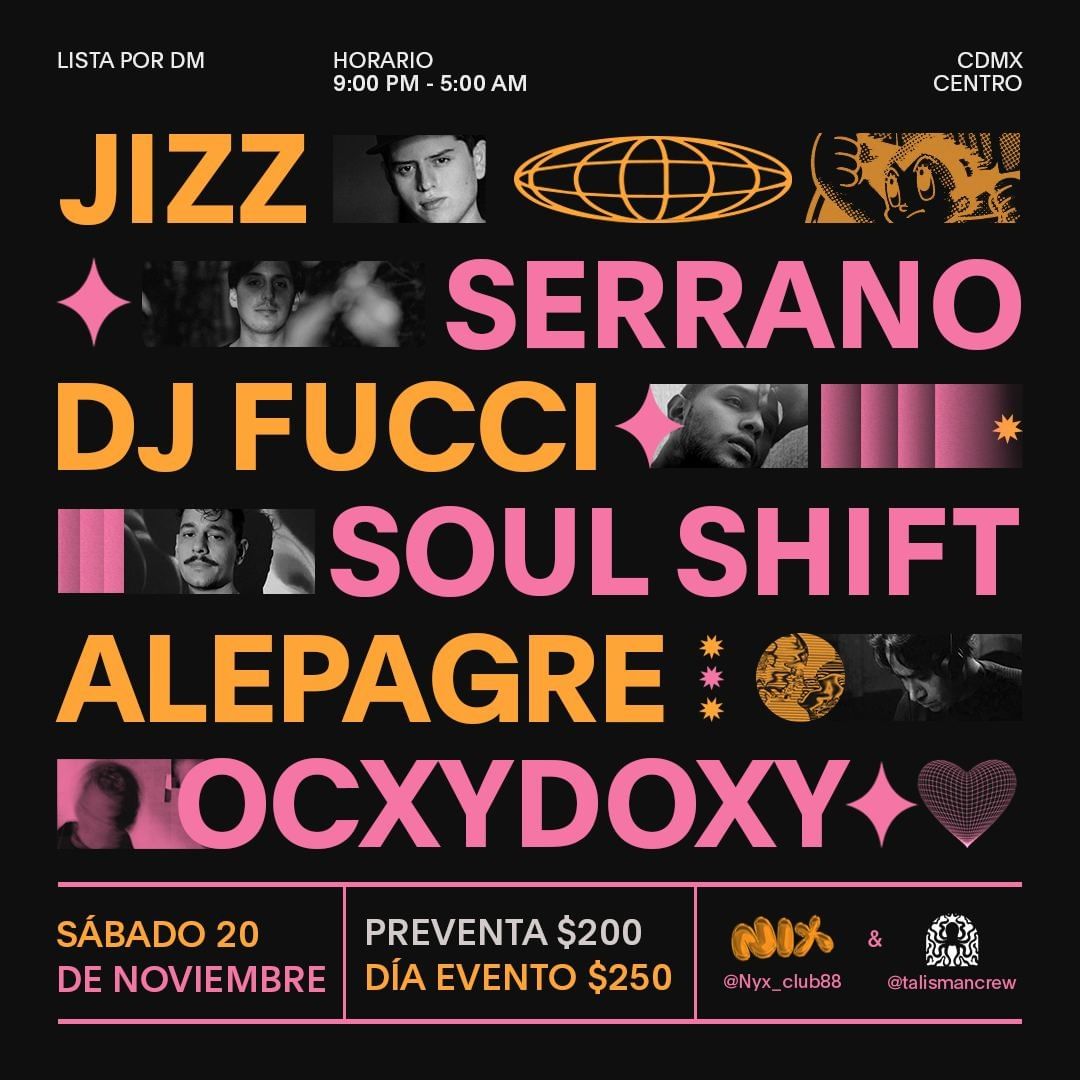 LISTA POR DM
HORARIO
9:00 PM - 5:00 AM
CDMX
CENTRO
JIZZ
SERRANO
DJ FUCCI
SOUL SHIFT
ALEPAGRE
OCXYDOXY
SÁBADO 20
DE NOVIEMBRE
PREVENTA $200
DÍA EVENTO $250
NIX
@Nyx_club88
&
@talismancrew